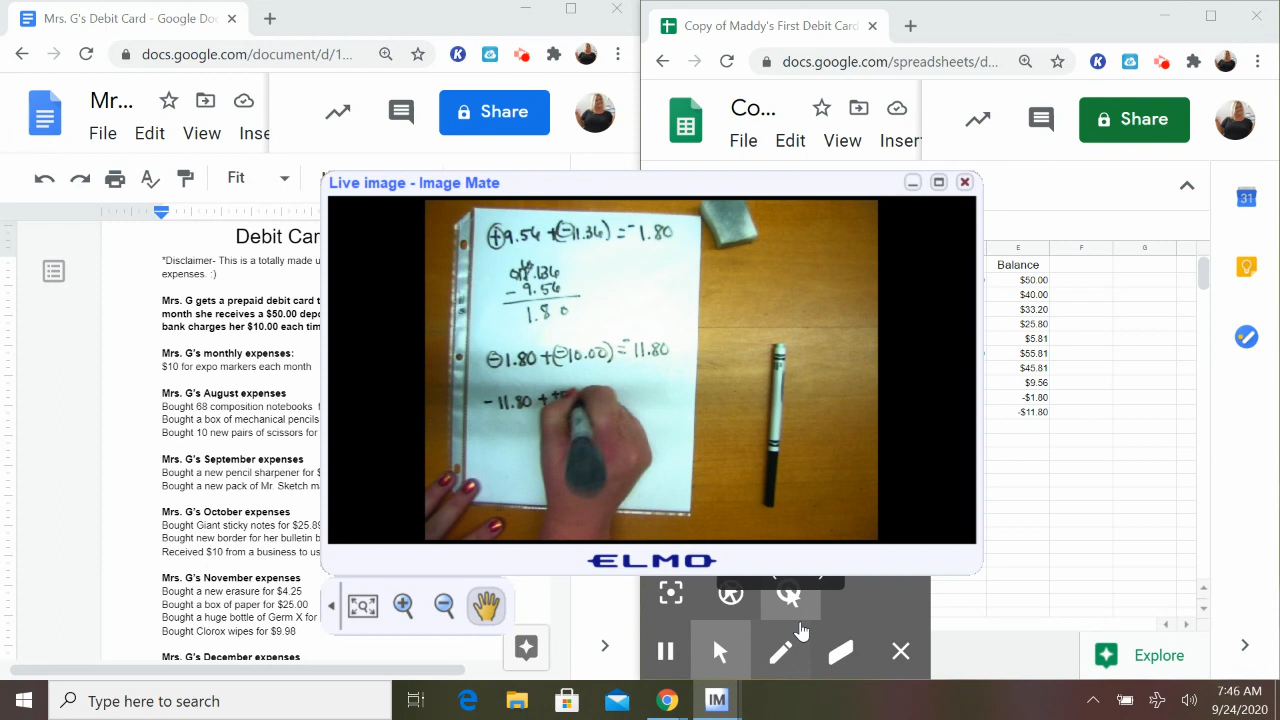 Mrs. G's Debit Card - Google Do
Copy of Maddy's First Debit Card
docs.google.com/document/d/1...
docs.google.com/spreadsheets/d...
Mr...
Share
File Edit View Inse
Co...
Share
File Edit View Inser
Fit
Live image - Image Mate
Debit Car
*Disclaimer- This is a totally made u
expenses. :)
Mrs. G gets a prepaid debit card t
month she receives a $50.00 depo
bank charges her $10.00 each tim
Mrs. G's monthly expenses:
$10 for expo markers each month
Mrs. G's August expenses
Bought 68 composition notebooks f
Bought a box of mechanical pencils
Bought 10 new pairs of scissors for
Mrs. G's September expenses
Bought a new pencil sharpener for $
Bought a new pack of Mr. Sketch ma
Mrs. G's October expenses
Bought Giant sticky notes for $25.89
Bought new border for her bulletin b
Received $10 from a business to us
Mrs. G's November expenses
Bought a new erasure for $4.25
Bought a box of paper for $25.00
Bought a huge bottle of Germ X for
Bought Clorox wipes for $9.98
Mrs. G's December expenses
+9.56 + (-11.36) = -1.80
- 9.56
1.80
-1.80 + (-10.00) = -11.80
-11.80 + +
ELMO
E F G
Balance
$50.00
$40.00
$33.20
$25.80
$5.81
$55.81
$45.81
$9.56
-$1.80
-$11.80
31
Explore
Type here to search
IM
7:46 AM
9/24/2020